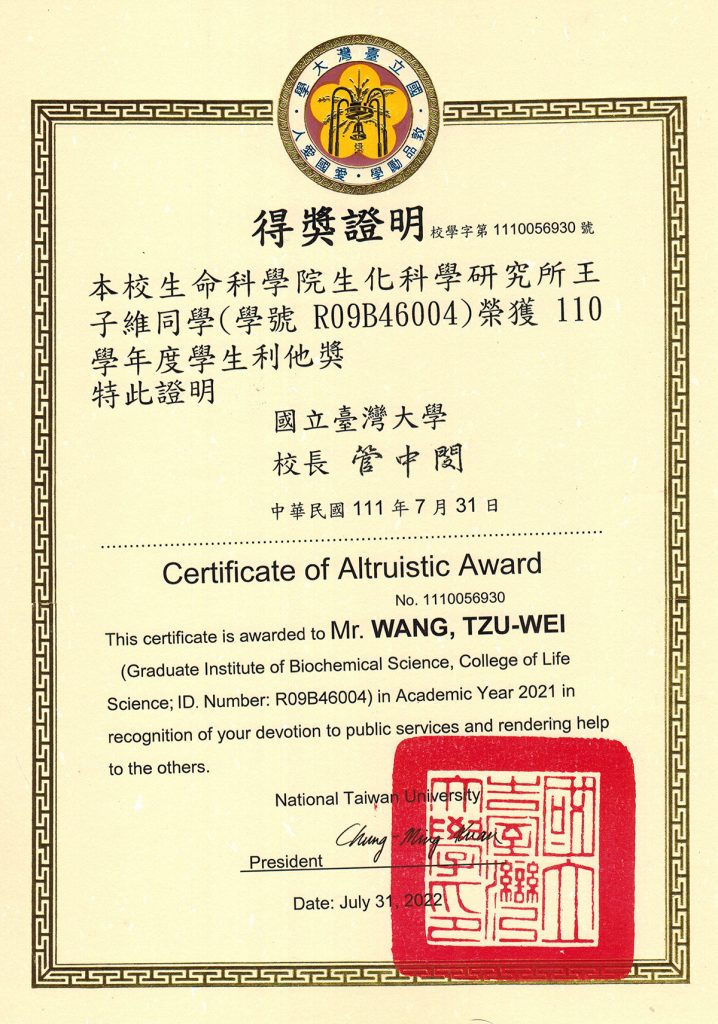 國立臺灣大學
敦品勵學·愛國愛人
得獎證明 校學字第 1110056930 號
本校生命科學院生化科學研究所王
子維同學(學號 R09B46004)榮獲 110
學年度學生利他獎
特此證明
國立臺灣大學
校長 管中閔
中華民國 111 年 7 月 31 日
Certificate of Altruistic Award
No. 1110056930
This certificate is awarded to Mr. WANG, TZU-WEI
(Graduate Institute of Biochemical Science, College of Life
Science; ID. Number: R09B46004) in Academic Year 2021 in
recognition of your devotion to public services and rendering help
to the others.
National Taiwan University
Chung-Ming Kuan
President
Date: July 31, 2022
國立
臺灣
大學印